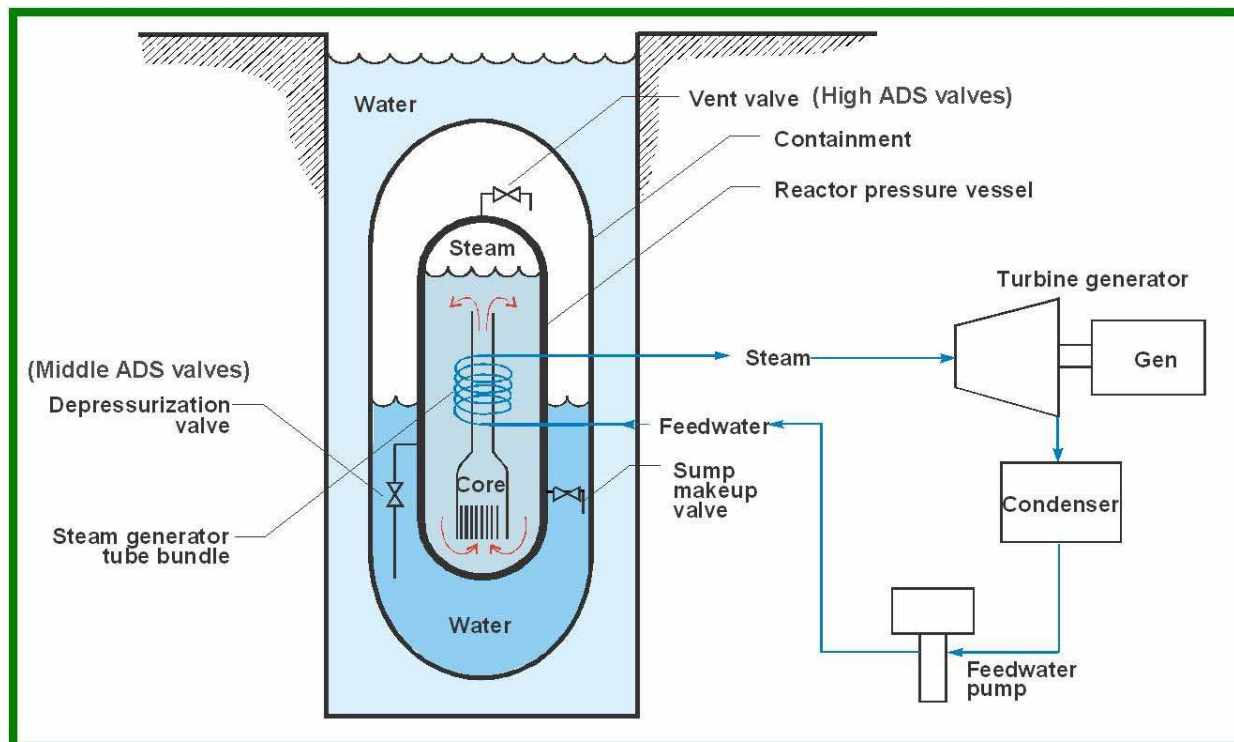 Water
Vent valve (High ADS valves)
Containment
Reactor pressure vessel
Steam
Turbine generator
Steam
Gen
(Middle ADS valves)
Depressurization
valve
Feedwater
Core
Sump
makeup
valve
Condenser
Steam generator
tube bundle
Water
Feedwater
pump